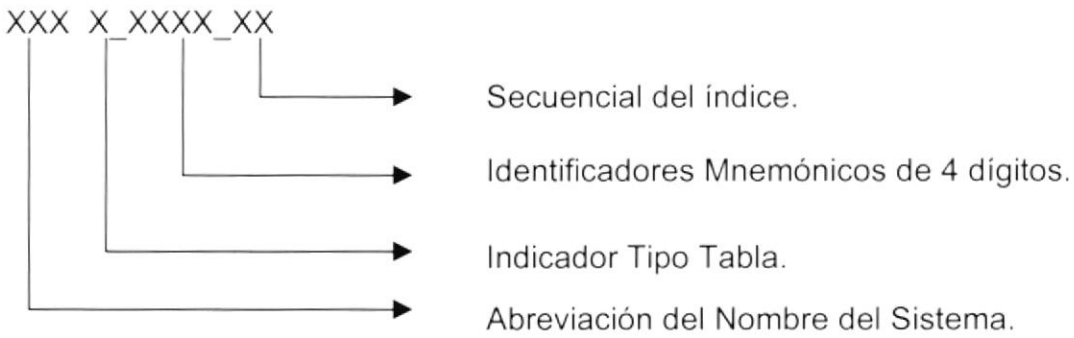 XXX X_XXXX_XX
Secuencial del índice.
Identificadores Mnemónicos de 4 dígitos.
Indicador Tipo Tabla.
Abreviación del Nombre del Sistema.